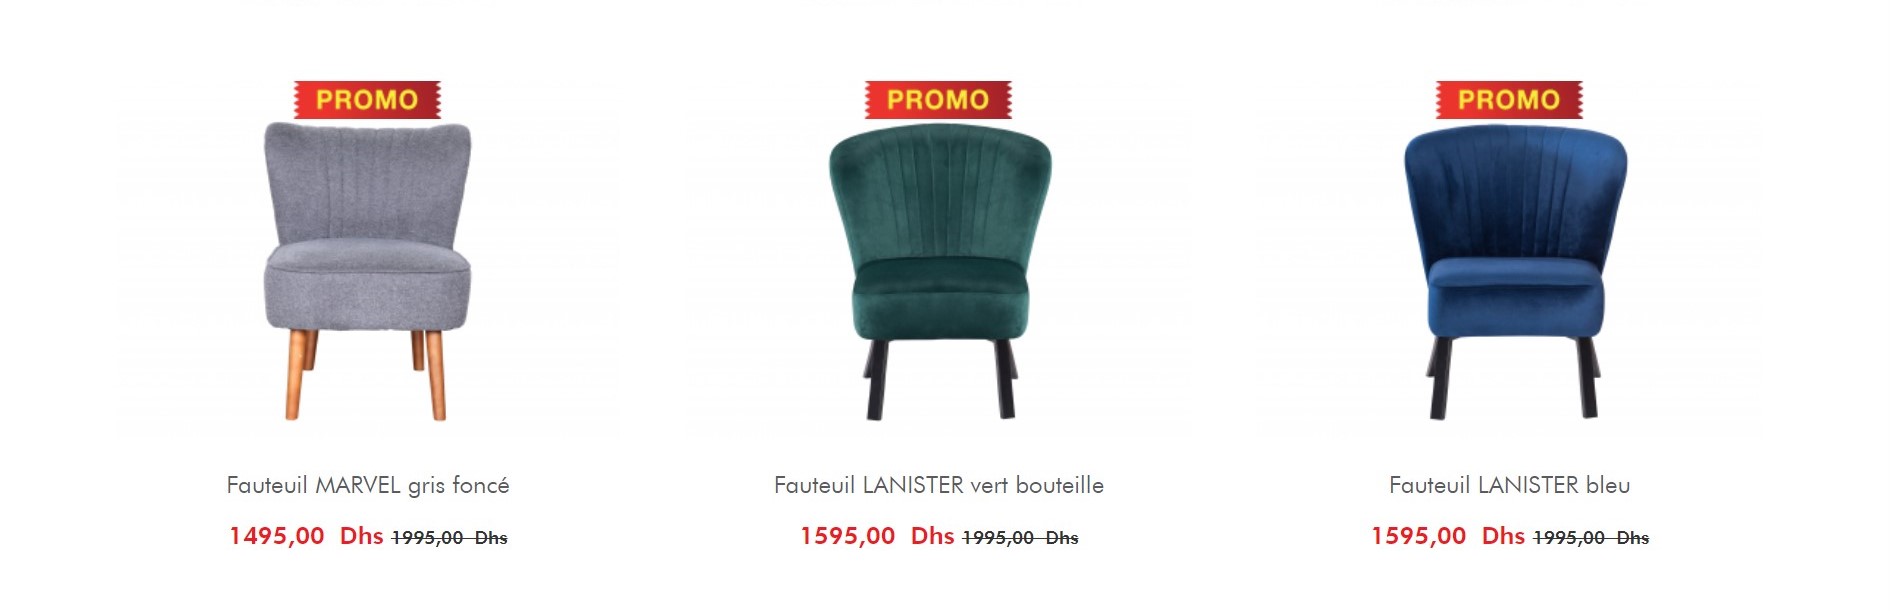 PROMO
PROMO
PROMO
Fauteuil MARVEL gris foncé
Fauteuil LANISTER vert bouteille
Fauteuil LANISTER bleu
1495,00 Dhs 1995,00 Dhs
1595,00 Dhs 1995,00 Dhs
1595,00 Dhs 1995,00 Dhs